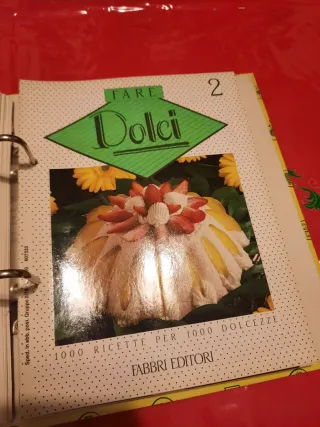 FARE
2
Dolci
1000 RICETTE PER 1000 DOLCEZZE
FABBRI EDITORI